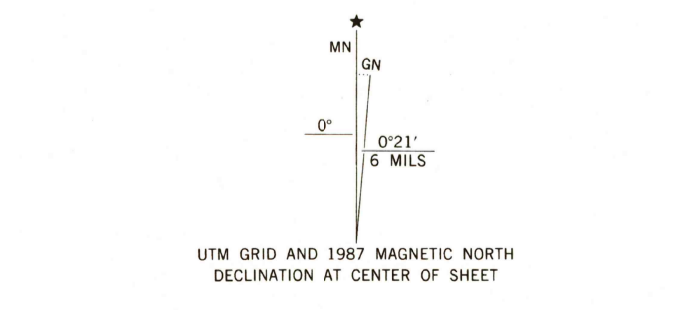 MN
GN
0°
0°21′
6 MILS
UTM GRID AND 1987 MAGNETIC NORTH
DECLINATION AT CENTER OF SHEET